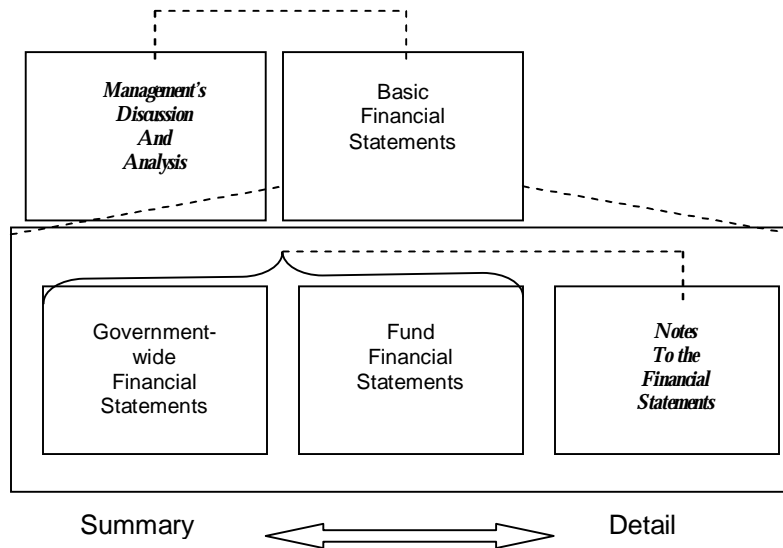 Management's
Discussion
And
Analysis
Basic
Financial
Statements
Government-
wide
Financial
Statements
Fund
Financial
Statements
Notes
To the
Financial
Statements
Summary
Detail